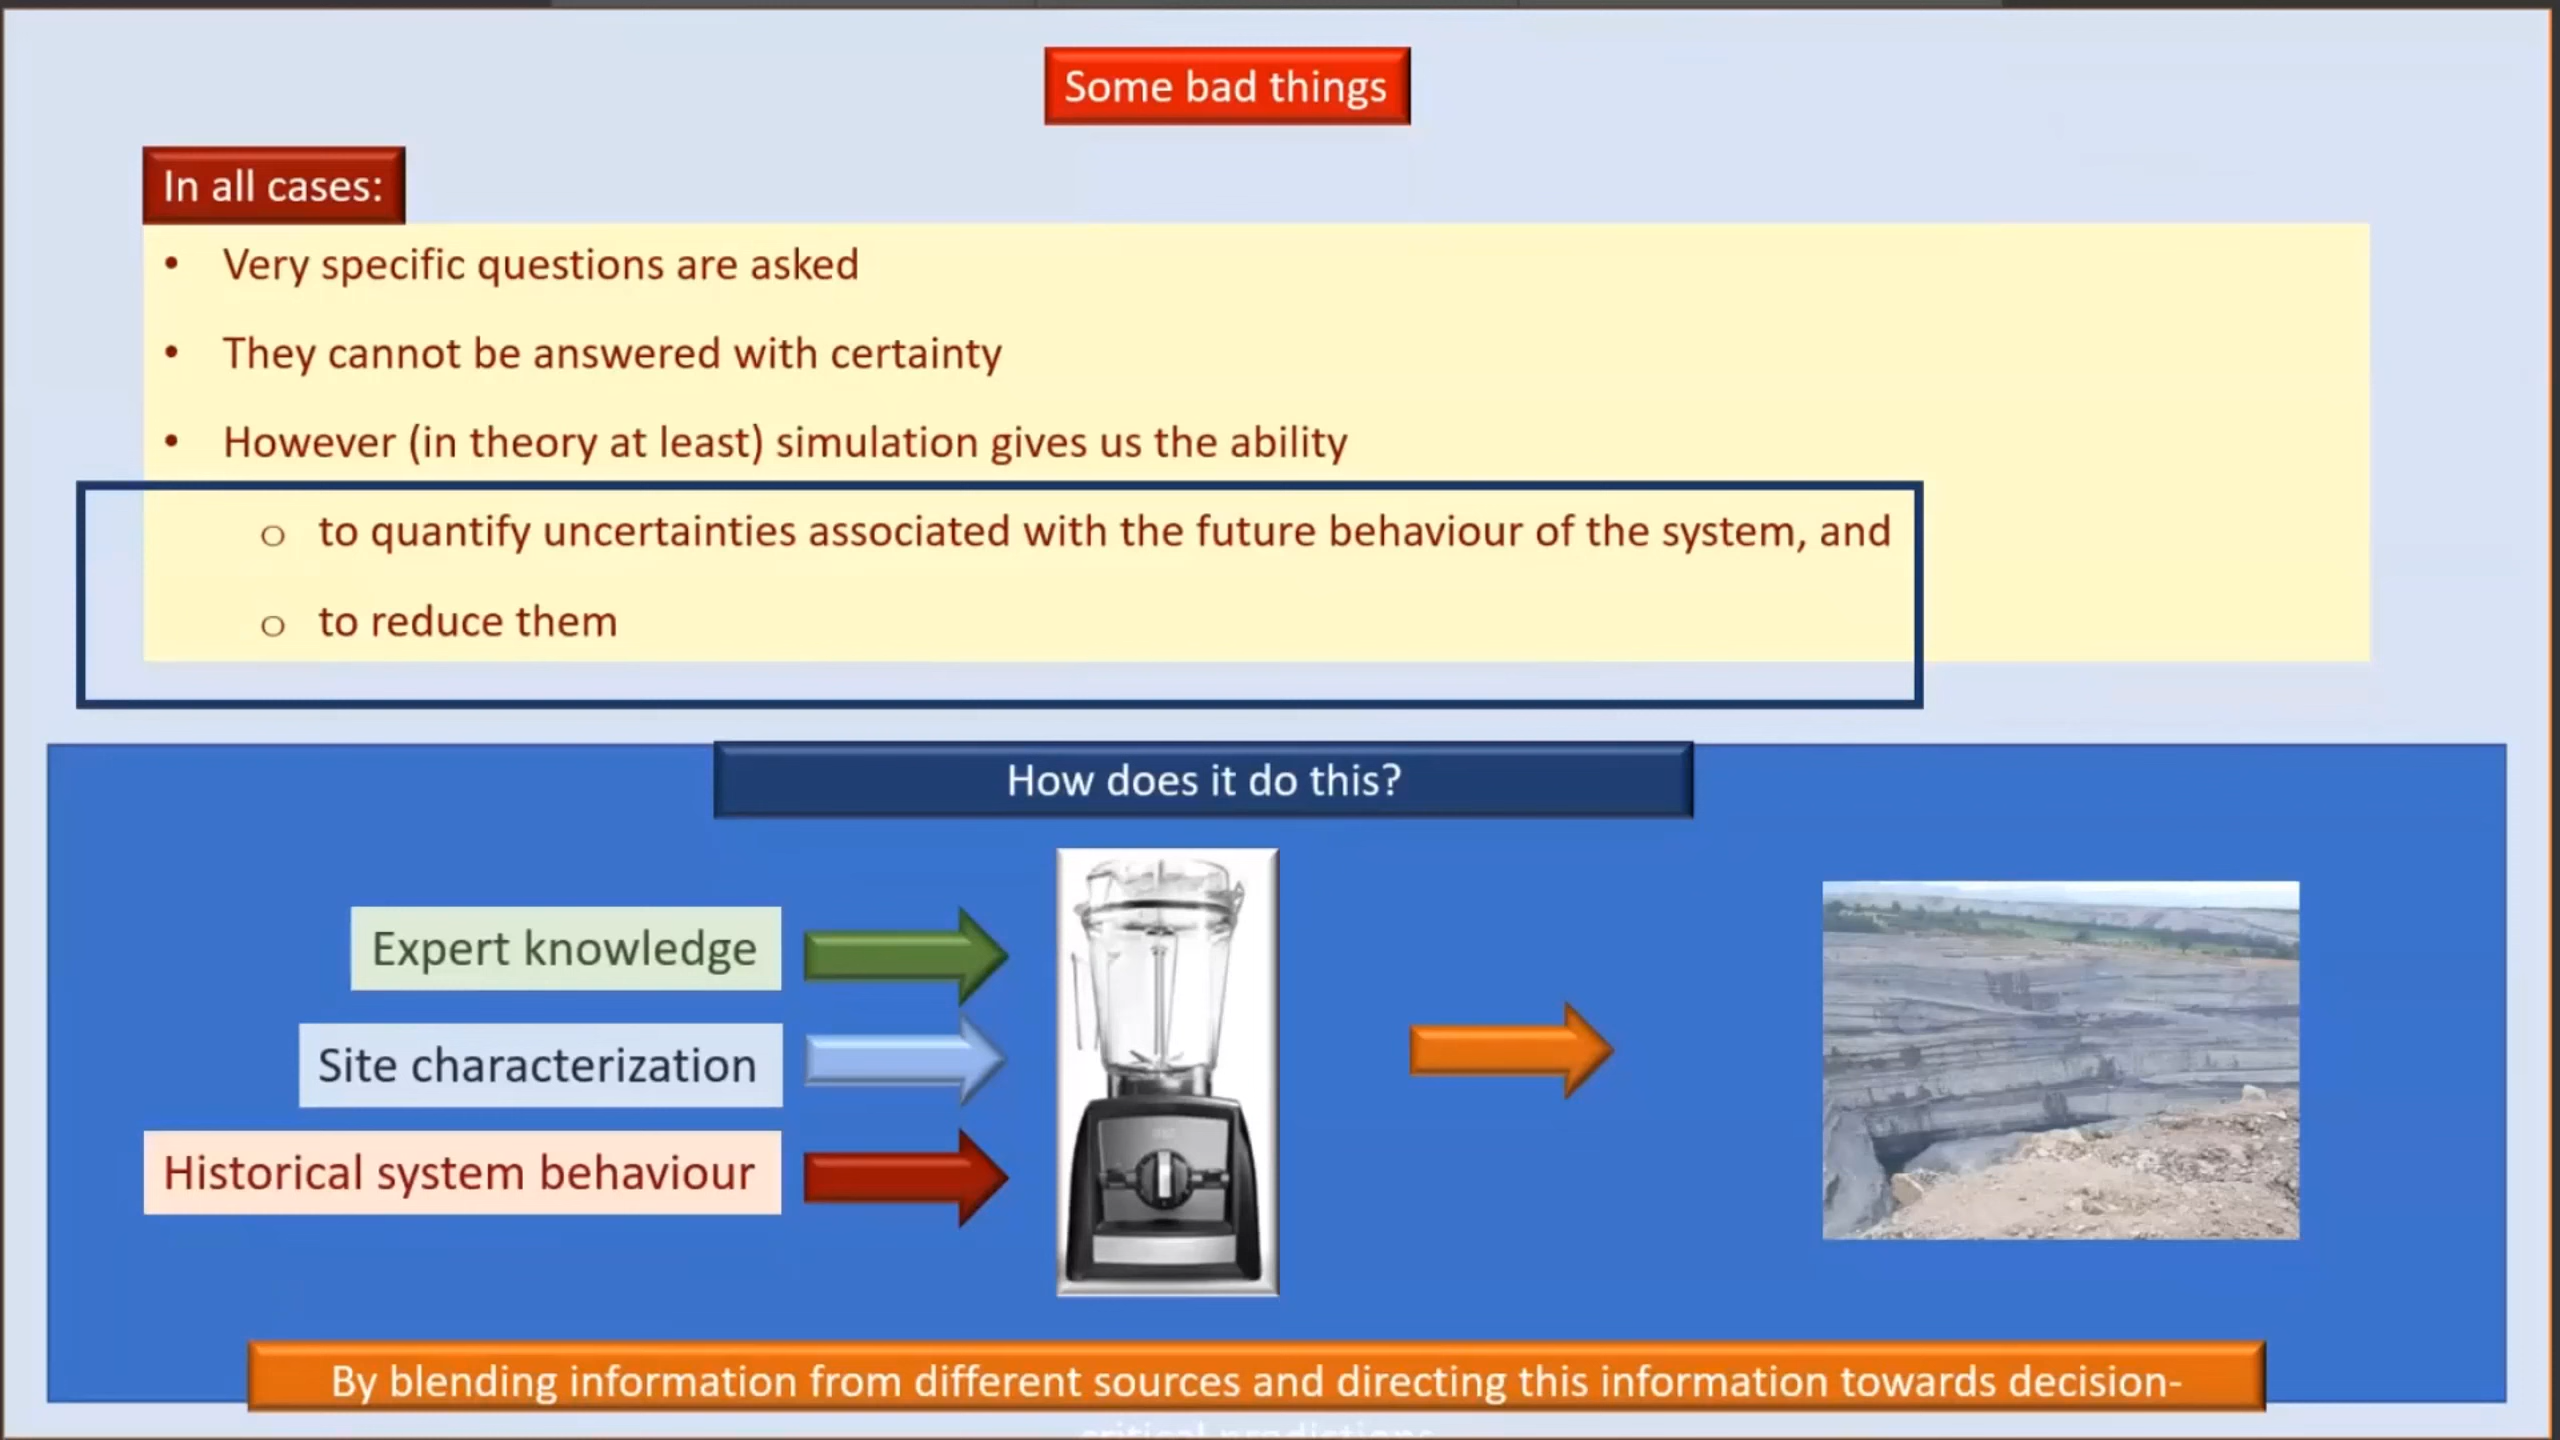 Some bad things
In all cases:
• Very specific questions are asked
• They cannot be answered with certainty
• However (in theory at least) simulation gives us the ability
o to quantify uncertainties associated with the future behaviour of the system, and
o to reduce them
How does it do this?
Expert knowledge
Site characterization
Historical system behaviour
By blending information from different sources and directing this information towards decision-
critical predictions